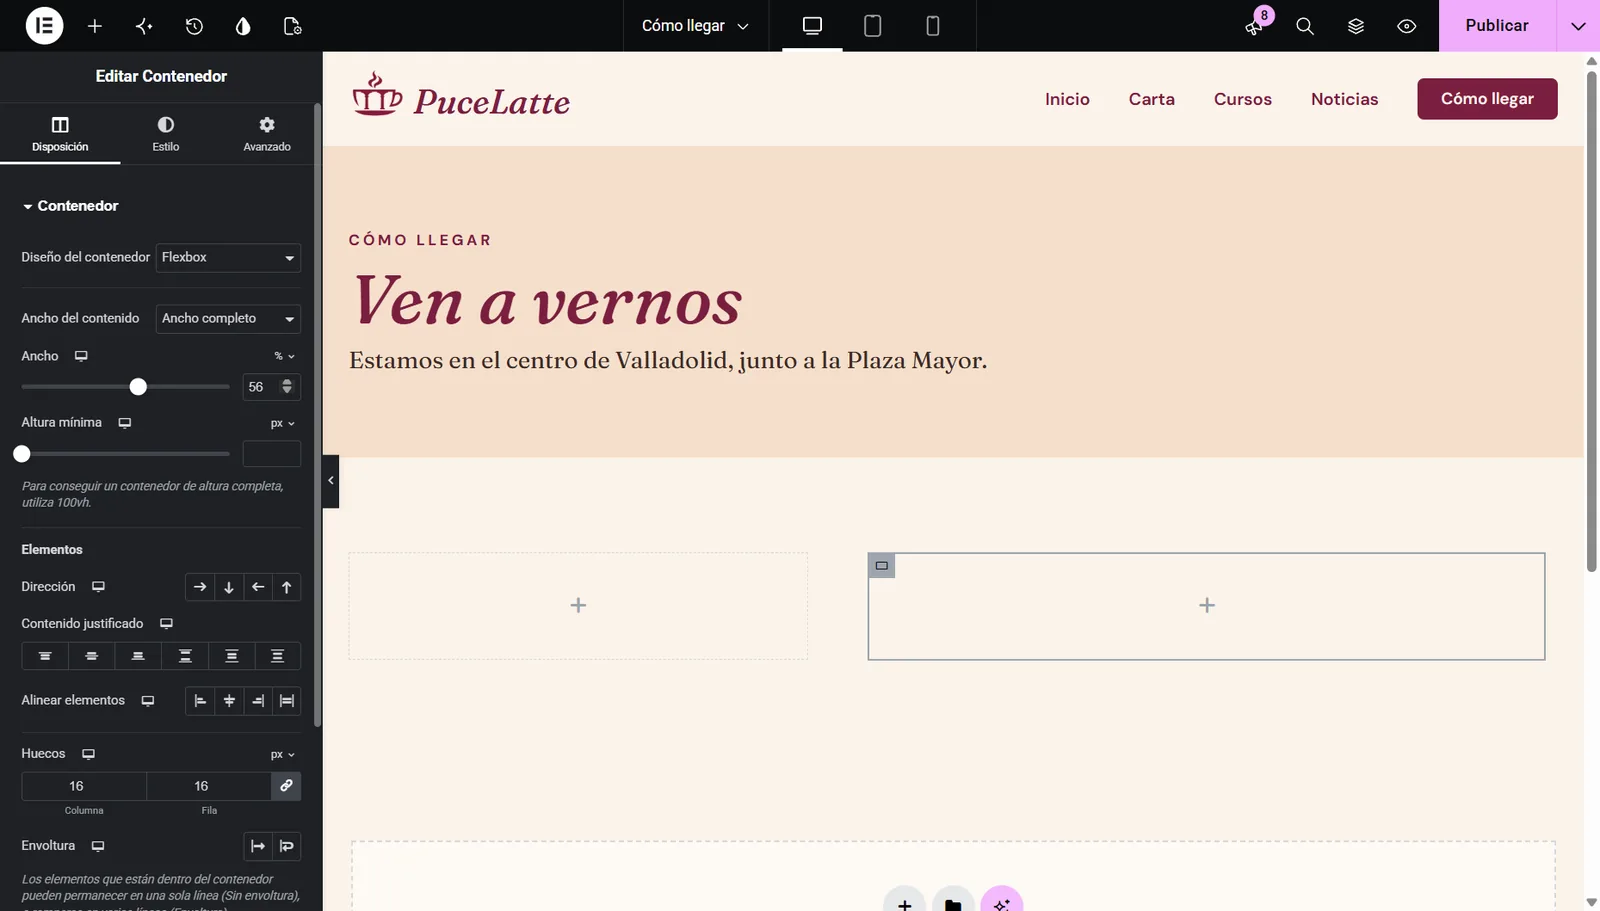 Cómo llegar
8
Publicar
Editar Contenedor
Disposición
Estilo
Avanzado
Contenedor
Diseño del contenedor
Flexbox
Ancho del contenido
Ancho completo
Ancho
%
56
Altura mínima
px
Para conseguir un contenedor de altura completa,
utiliza 100vh.
Elementos
Dirección
Contenido justificado
Alinear elementos
Huecos
px
16
16
Columna
Fila
Envoltura
Los elementos que están dentro del contenedor
pueden permanecer en una sola línea (Sin envoltura),
PuceLatte
Inicio
Carta
Cursos
Noticias
Cómo llegar
CÓMO LLEGAR
Ven a vernos
Estamos en el centro de Valladolid, junto a la Plaza Mayor.